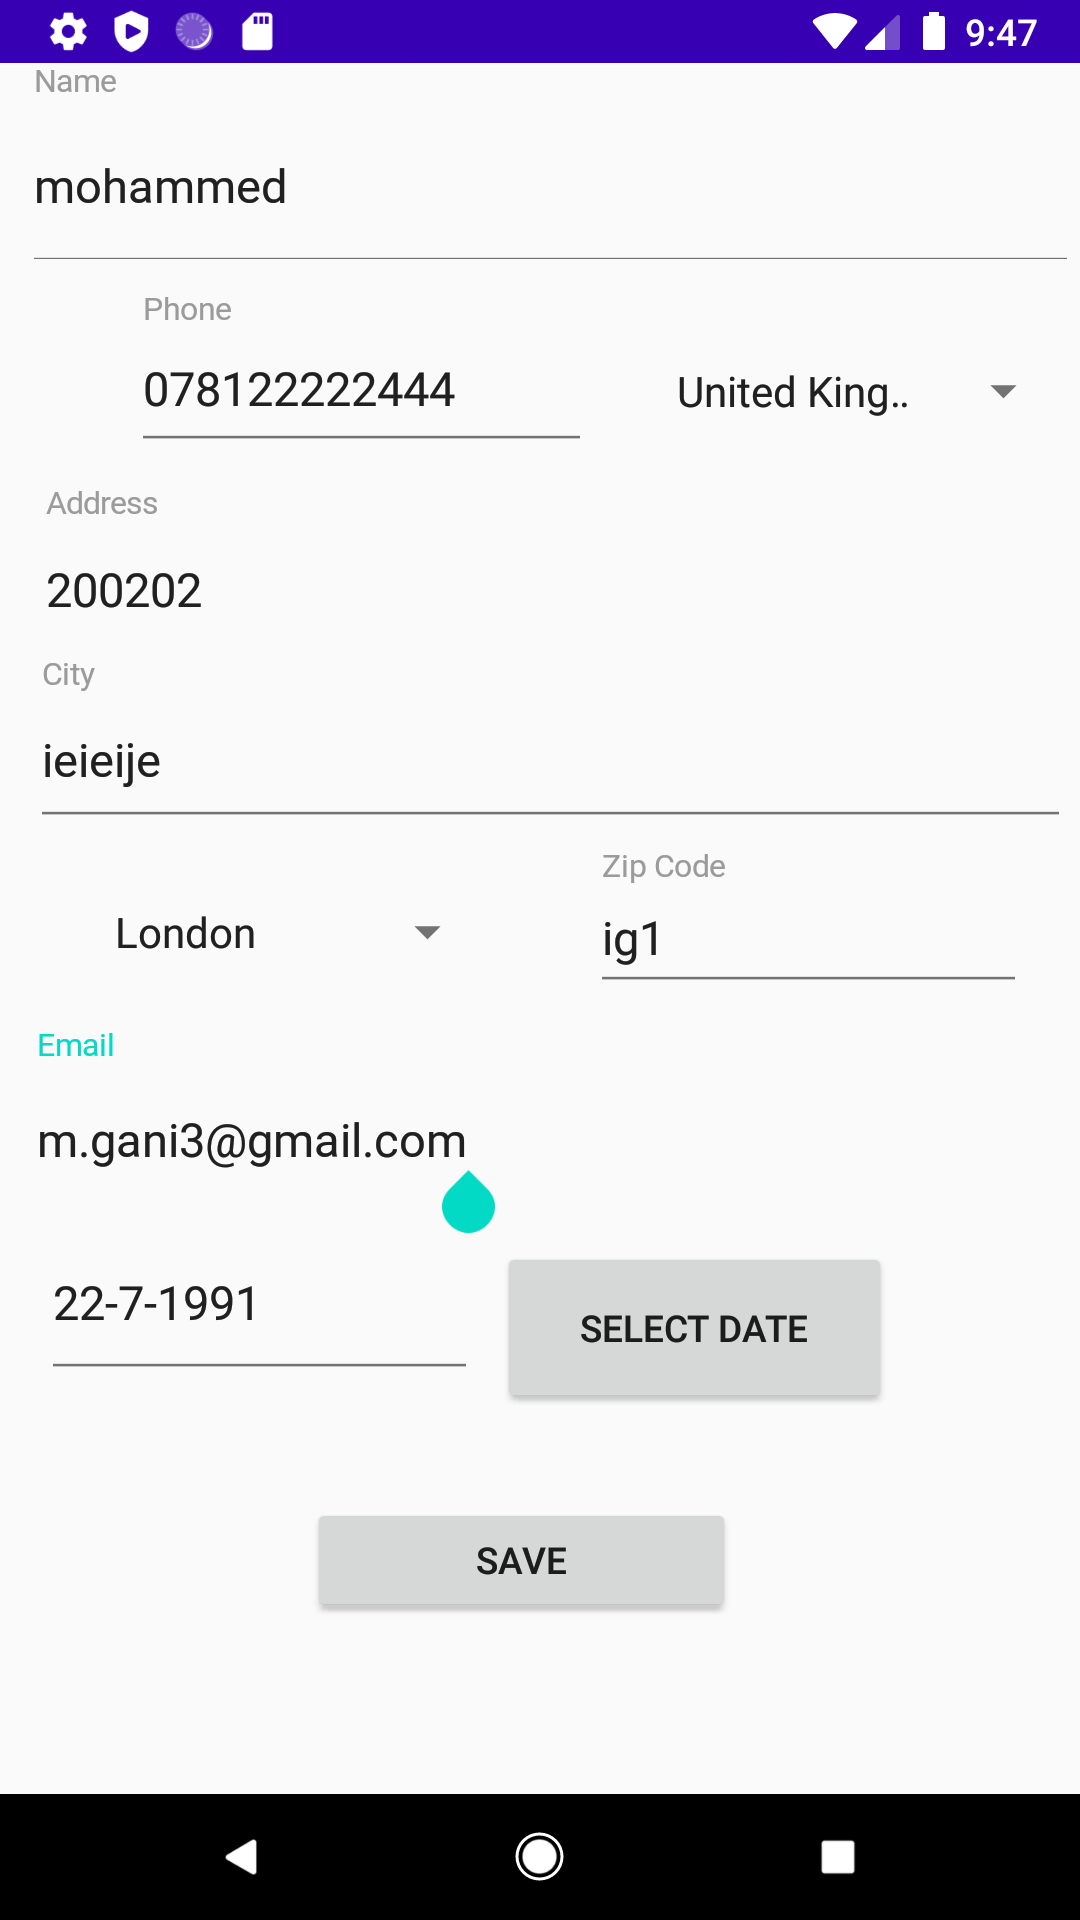 9:47
Name
mohammed
Phone
078122222444
United King..
Address
200202
City
ieieije
Zip Code
London
ig1
Email
m.gani3@gmail.com
22-7-1991
SELECT DATE
SAVE